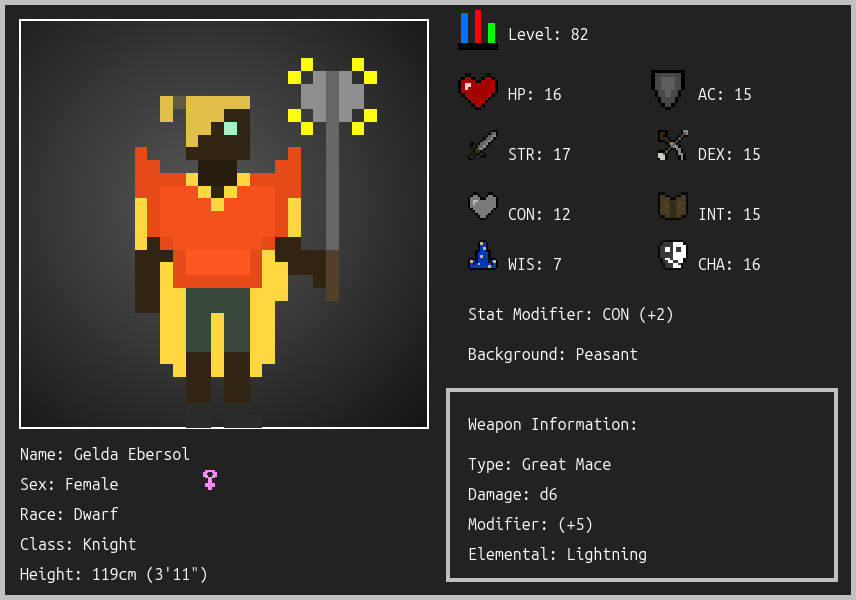 Level: 82
HP: 16
AC: 15
STR: 17
DEX: 15
CON: 12
INT: 15
WIS: 7
CHA: 16
Stat Modifier: CON (+2)
Background: Peasant
Weapon Information:
Type: Great Mace
Damage: d6
Modifier: (+5)
Elemental: Lightning
Name: Gelda Ebersol
Sex: Female
Race: Dwarf
Class: Knight
Height: 119cm (3'11")